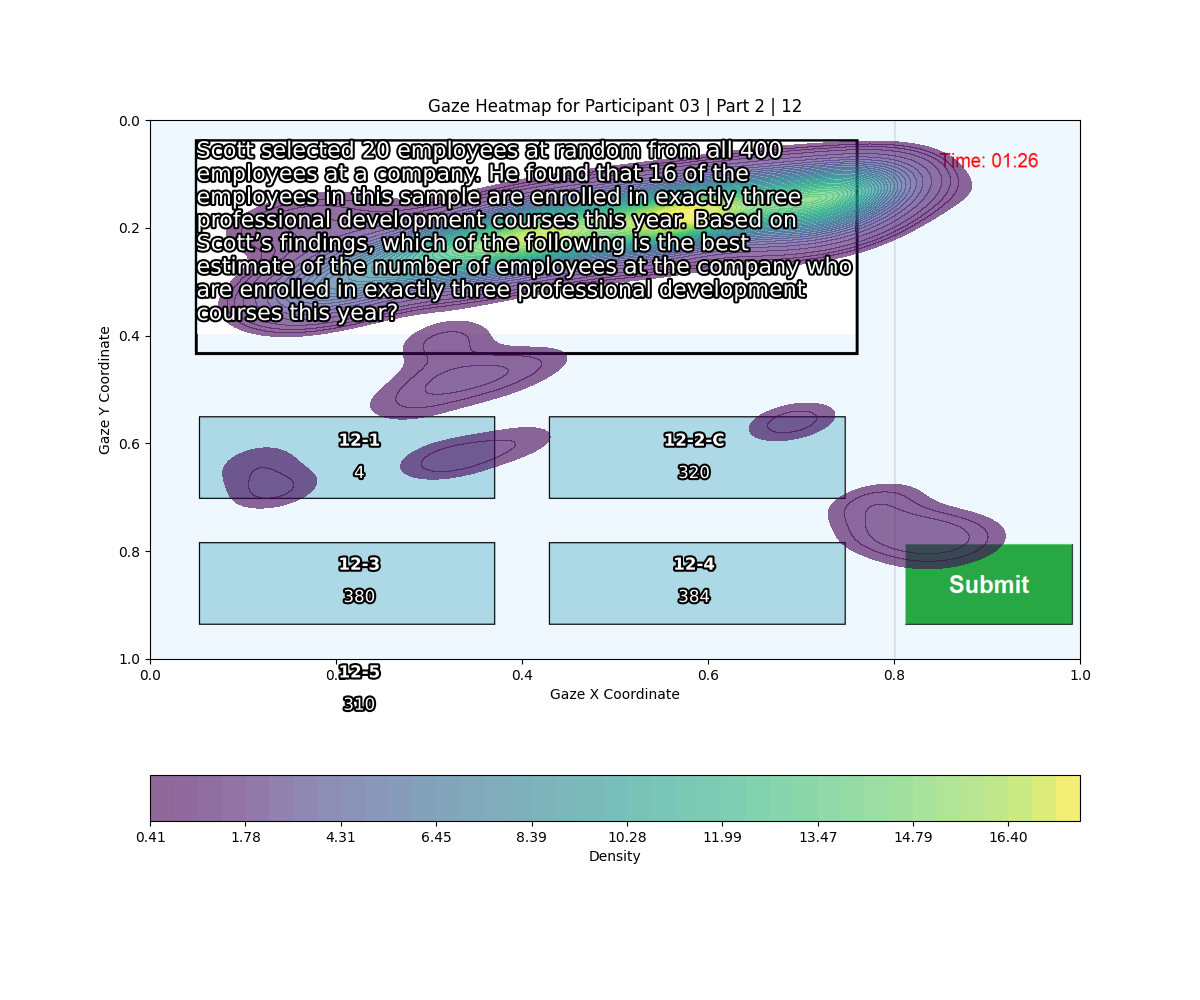 Gaze Heatmap for Participant 03 | Part 2 | 12
Scott selected 20 employees at random from all 400
employees at a company. He found that 16 of the
employees in this sample are enrolled in exactly three
professional development courses this year. Based on
Scott's findings, which of the following is the best
estimate of the number of employees at the company who
are enrolled in exactly three professional development
courses this year?
Time: 01:26
12-1
4
12-2-C
320
12-3
380
12-4
384
Submit
12-5
310
0.0
0.2
0.4
0.6
0.8
1.0
Gaze Y Coordinate
0.0
0.4
0.6
0.8
1.0
Gaze X Coordinate
0.41
1.78
4.31
6.45
8.39
10.28
11.99
13.47
14.79
16.40
Density